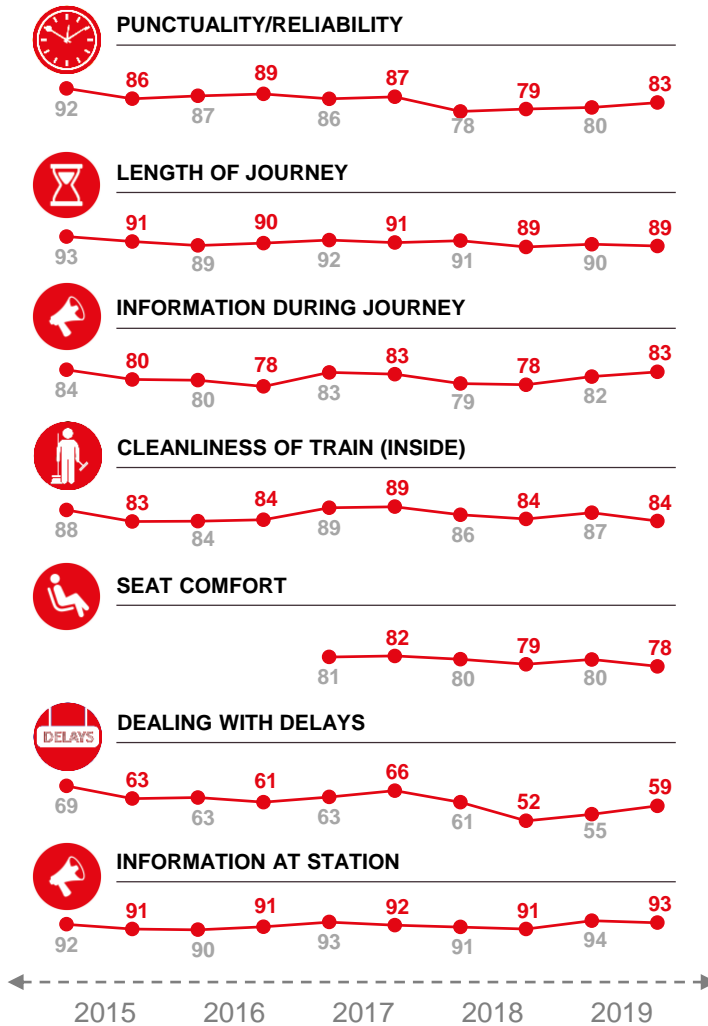 PUNCTUALITY/RELIABILITY
86 89 87 79 83
92 87 86 78 80
LENGTH OF JOURNEY
91 90 91 89 89
93 89 92 91 90
INFORMATION DURING JOURNEY
80 78 83 78 83
84 80 83 79 82
CLEANLINESS OF TRAIN (INSIDE)
83 84 89 84 84
88 84 89 86 87
SEAT COMFORT
82 79 78
81 80 80
DELAYS
DEALING WITH DELAYS
63 61 66 52 59
69 63 63 61 55
INFORMATION AT STATION
91 91 92 91 93
92 90 93 91 94
2015 2016 2017 2018 2019